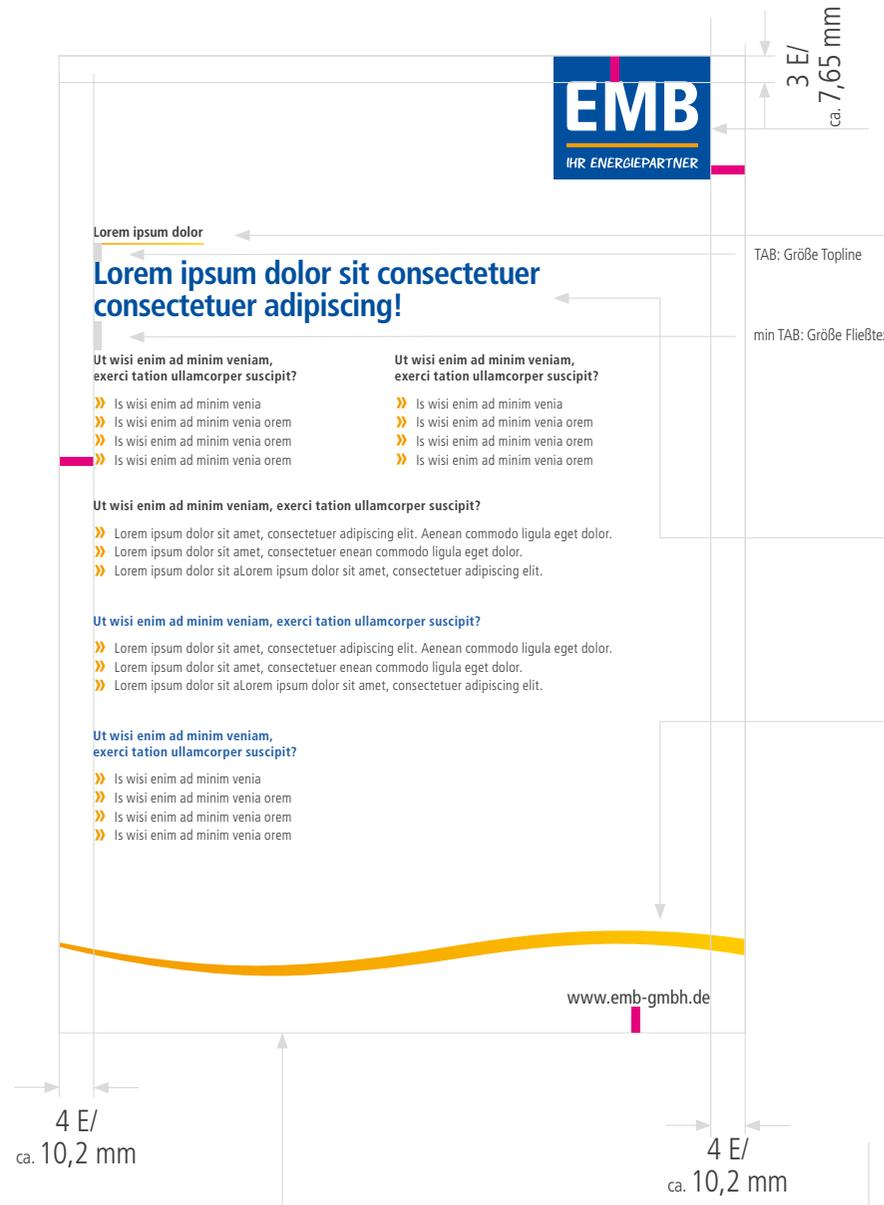 3 E/
ca. 7,65 mm
EMB
IHR ENERGIEPARTNER
Lorem ipsum dolor
TAB: Größe Topline
Lorem ipsum dolor sit consectetuer
consectetuer adipiscing!
min TAB: Größe Fließte
Ut wisi enim ad minim veniam,
exerci tation ullamcorper suscipit?
» Is wisi enim ad minim venia
» Is wisi enim ad minim venia orem
» Is wisi enim ad minim venia orem
» Is wisi enim ad minim venia orem
Ut wisi enim ad minim veniam,
exerci tation ullamcorper suscipit?
» Is wisi enim ad minim venia
» Is wisi enim ad minim venia orem
» Is wisi enim ad minim venia orem
» Is wisi enim ad minim venia orem
Ut wisi enim ad minim veniam, exerci tation ullamcorper suscipit?
» Lorem ipsum dolor sit amet, consectetuer adipiscing elit. Aenean commodo ligula eget dolor.
» Lorem ipsum dolor sit amet, consectetuer enean commodo ligula eget dolor.
» Lorem ipsum dolor sit aLorem ipsum dolor sit amet, consectetuer adipiscing elit.
Ut wisi enim ad minim veniam, exerci tation ullamcorper suscipit?
» Lorem ipsum dolor sit amet, consectetuer adipiscing elit. Aenean commodo ligula eget dolor.
» Lorem ipsum dolor sit amet, consectetuer enean commodo ligula eget dolor.
» Lorem ipsum dolor sit aLorem ipsum dolor sit amet, consectetuer adipiscing elit.
Ut wisi enim ad minim veniam,
exerci tation ullamcorper suscipit?
» Is wisi enim ad minim venia
» Is wisi enim ad minim venia orem
» Is wisi enim ad minim venia orem
» Is wisi enim ad minim venia orem
www.emb-gmbh.de
4 E/
ca. 10,2 mm
4 E/
ca. 10,2 mm